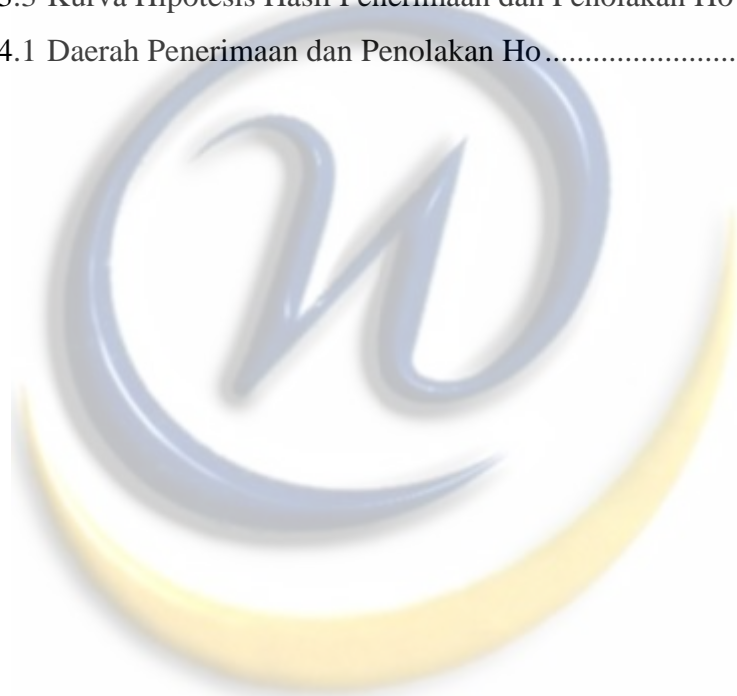 3.3 Kurva Hipotesis Hasil Penerimaan dan Penolakan Ho
4.1 Daerah Penerimaan dan Penolakan Ho........................